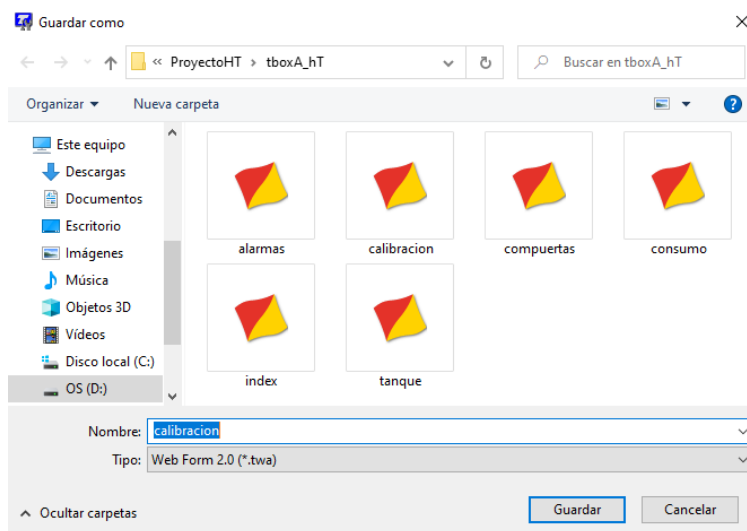 Guardar como
« ProyectoHT › tboxA_hT
Buscar en tboxA_hT
Organizar
Nueva carpeta
Este equipo
Descargas
Documentos
Escritorio
Imágenes
Música
Objetos 3D
Vídeos
Disco local (C:)
OS (D:)
alarmas
calibracion
compuertas
consumo
index
tanque
Nombre: calibracion
Tipo: Web Form 2.0 (*.twa)
Ocultar carpetas
Guardar
Cancelar